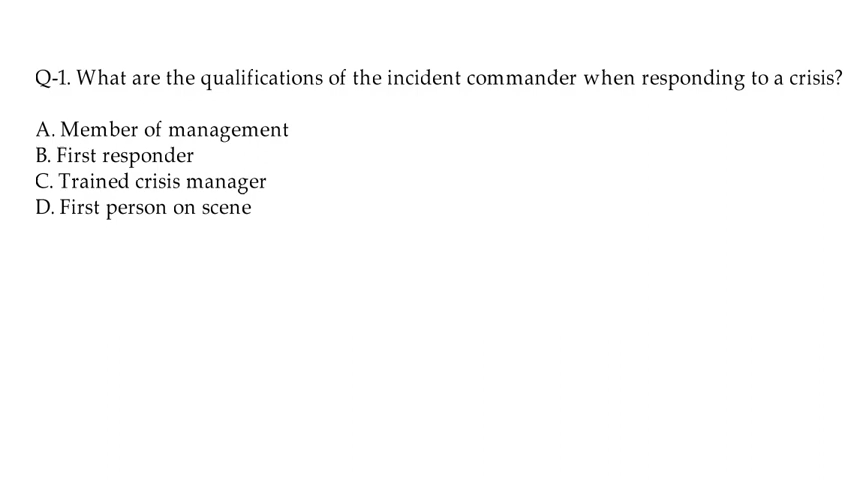 Q-1. What are the qualifications of the incident commander when responding to a crisis?
A. Member of management
B. First responder
C. Trained crisis manager
D. First person on scene